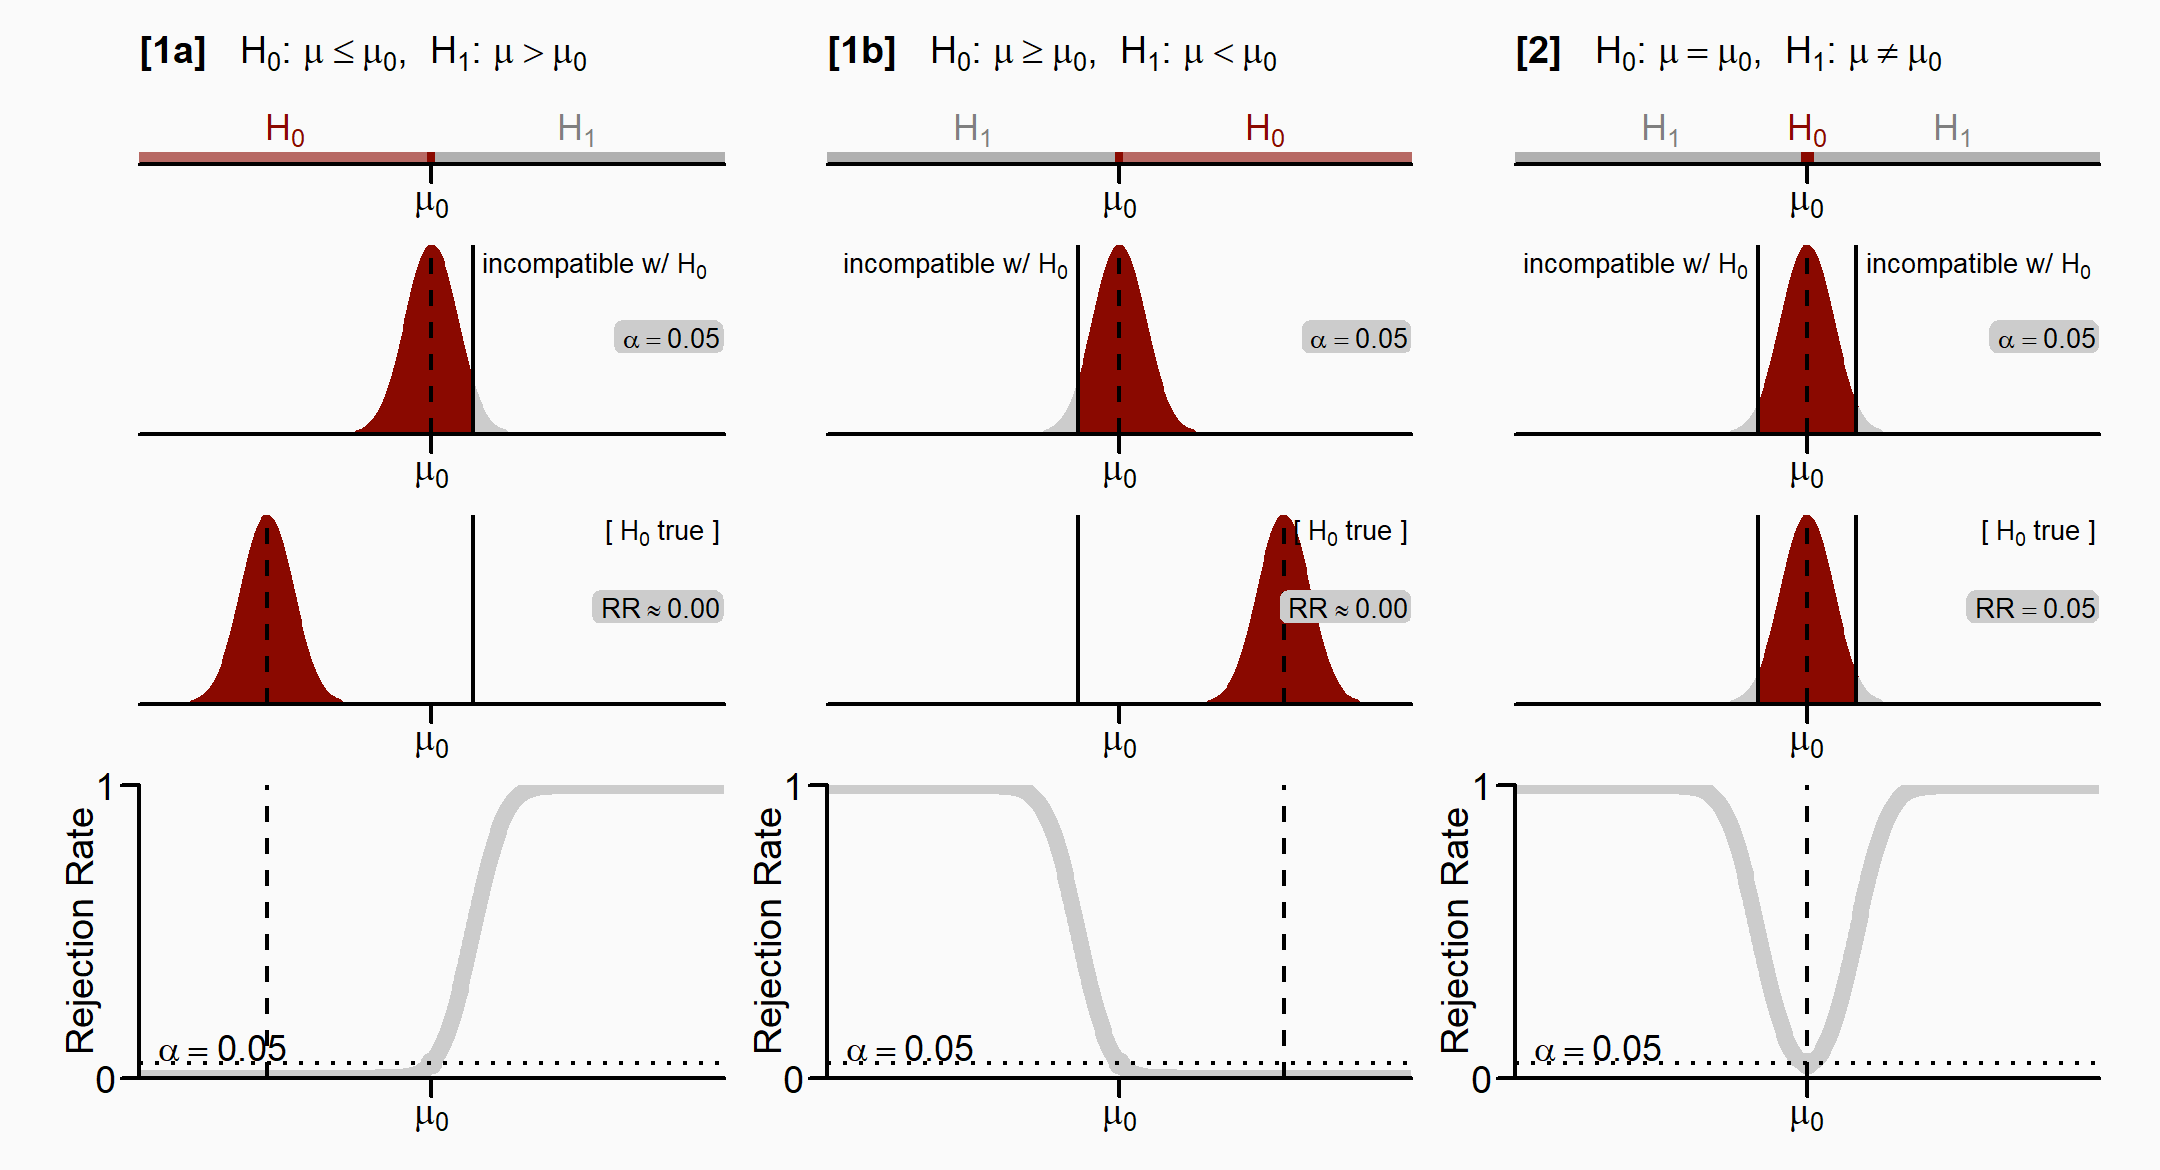 [1a] H₀: μ ≤ μ₀, H₁: μ > μ₀
H₀ H₁
μ₀
incompatible w/ H₀
α = 0.05
μ₀
[ H₀ true ]
RR ≈ 0.00
μ₀
1
Rejection Rate
α = 0.05
0
μ₀
[1b] H₀: μ ≥ μ₀, H₁: μ < μ₀
H₁ H₀
μ₀
incompatible w/ H₀
α = 0.05
μ₀
[ H₀ true ]
RR ≈ 0.00
μ₀
1
Rejection Rate
α = 0.05
0
μ₀
[2] H₀: μ = μ₀, H₁: μ ≠ μ₀
H₁ H₀ H₁
μ₀
incompatible w/ H₀ incompatible w/ H₀
α = 0.05
μ₀
[ H₀ true ]
RR = 0.05
μ₀
1
Rejection Rate
α = 0.05
0
μ₀